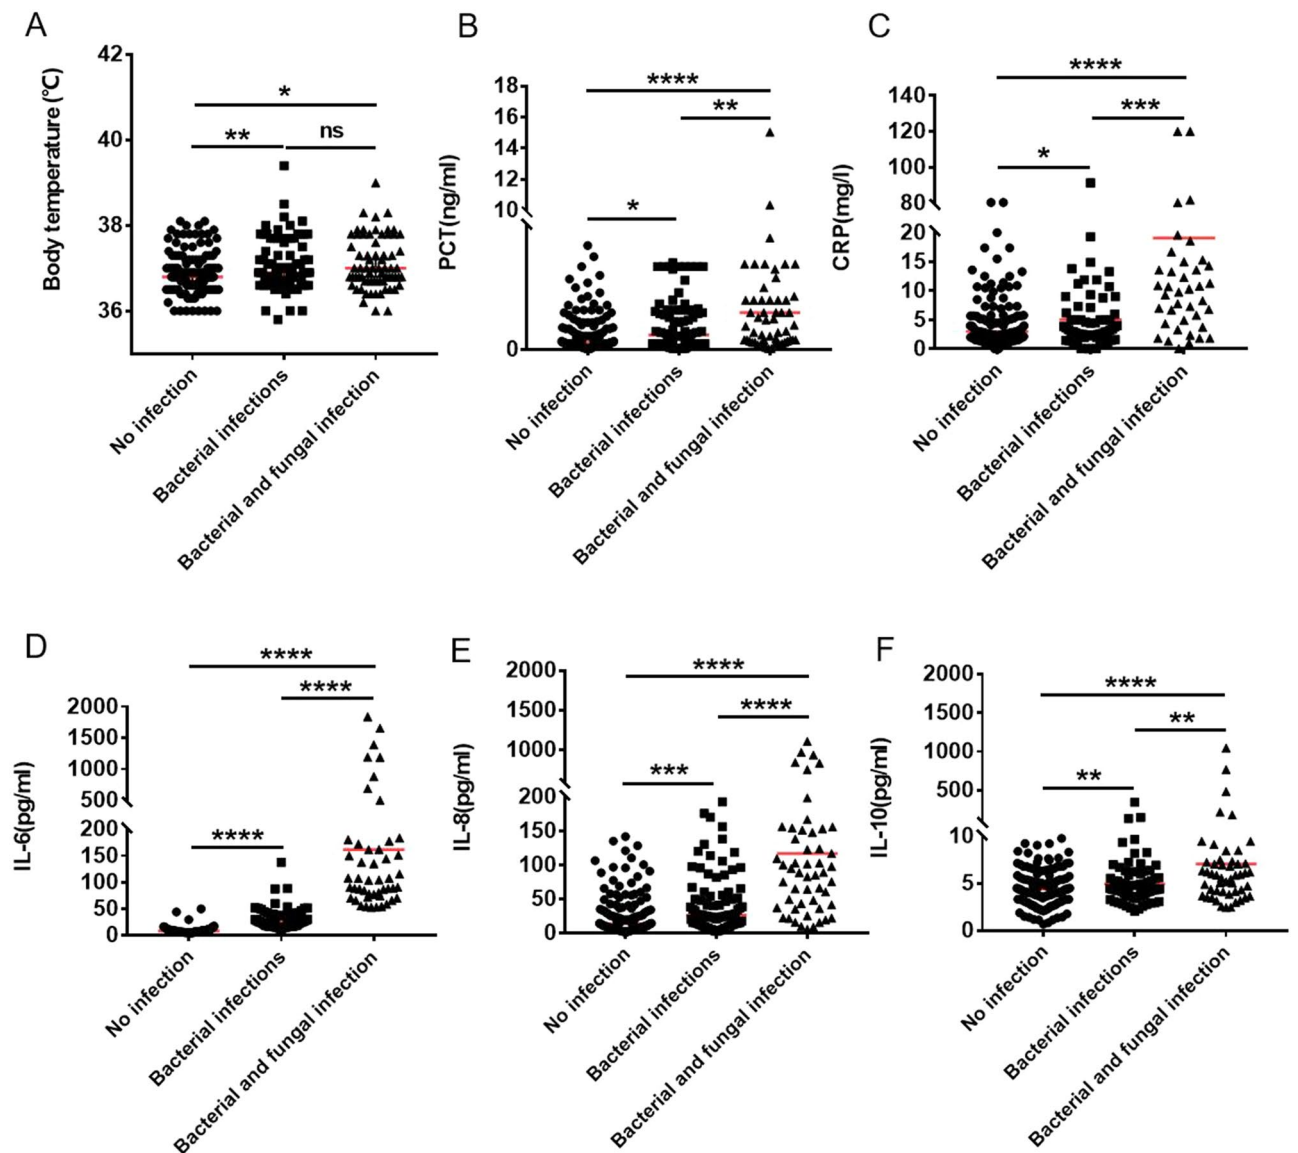 A
Body temperature (℃)
42
40
38
36
*
**
ns
No infection
Bacterial infections
Bacterial and fungal infection
B
PCT(ng/ml)
18
16
14
12
10
0
****
**
*
No infection
Bacterial infections
Bacterial and fungal infection
C
CRP(mg/l)
140
120
100
80
20
15
10
5
0
****
***
*
No infection
Bacterial infections
Bacterial and fungal infection
D
IL-6(pg/ml)
2000
1500
1000
500
200
150
100
50
0
****
****
****
No infection
Bacterial infections
Bacterial and fungal infection
E
IL-8(pg/ml)
2000
1500
1000
500
200
150
100
50
0
****
****
***
No infection
Bacterial infections
Bacterial and fungal infection
F
IL-10(pg/ml)
2000
1500
1000
500
10
5
0
****
**
**
No infection
Bacterial infections
Bacterial and fungal infection